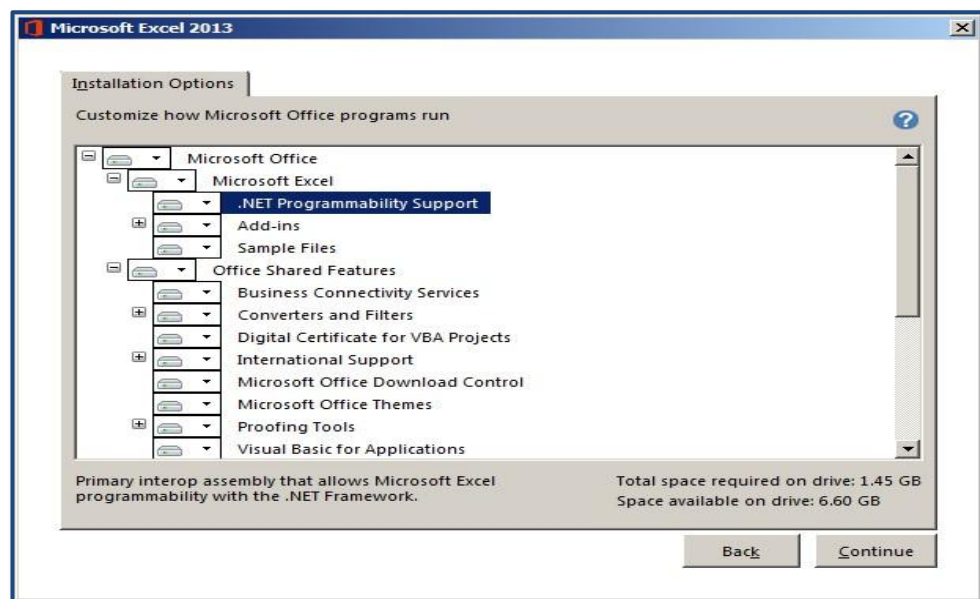 Microsoft Excel 2013
Installation Options
Customize how Microsoft Office programs run
Microsoft Office
Microsoft Excel
.NET Programmability Support
Add-ins
Sample Files
Office Shared Features
Business Connectivity Services
Converters and Filters
Digital Certificate for VBA Projects
International Support
Microsoft Office Download Control
Microsoft Office Themes
Proofing Tools
Visual Basic for Applications
Primary interop assembly that allows Microsoft Excel
programmability with the .NET Framework.
Total space required on drive: 1.45 GB
Space available on drive: 6.60 GB
Back
Continue